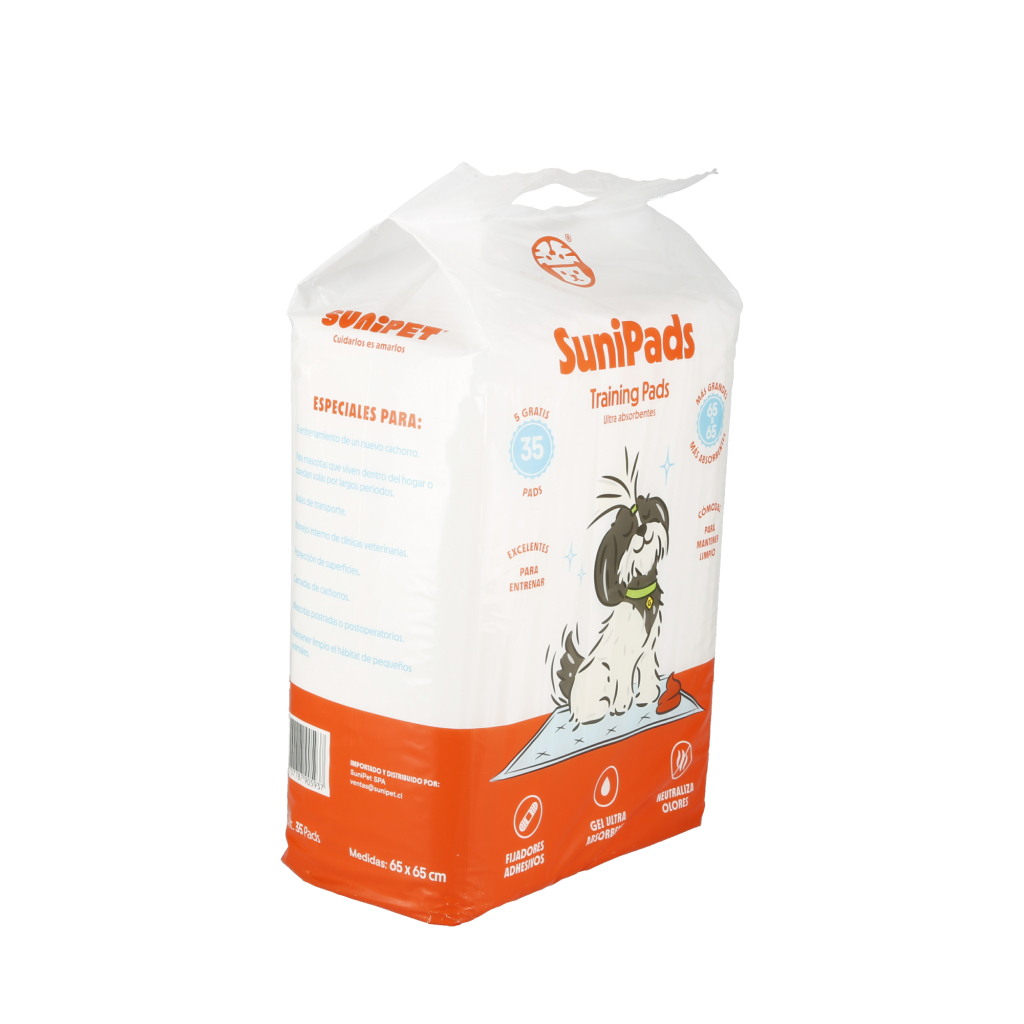 SUNIPET
Cuidarlos es amarlos
ESPECIALES PARA:
entrenamiento de un nuevo cachorro.
mascotas que viven dentro del hogar o
solas por largos periodos.
de transporte.
interno de clínicas veterinarias.
de superficies.
de cachorros.
postradas o postoperatorios.
limpio el hábitat de pequeños
IMPORTADO Y DISTRIBUIDO POR:
SuniPet SPA
ventas@sunipet.cl
35 Pads
Medidas: 65 x 65 cm
SuniPads
Training Pads
Ultra absorbentes
5 GRATIS
35
PADS
MÁS GRANDE
65
X
65
MÁS ABSORBENTE
EXCELENTES
PARA
ENTRENAR
CÓMODA
PARA
MANTENER
LIMPIO
FIJADORES
ADHESIVOS
GEL ULTRA
NEUTRALIZA
OLORES